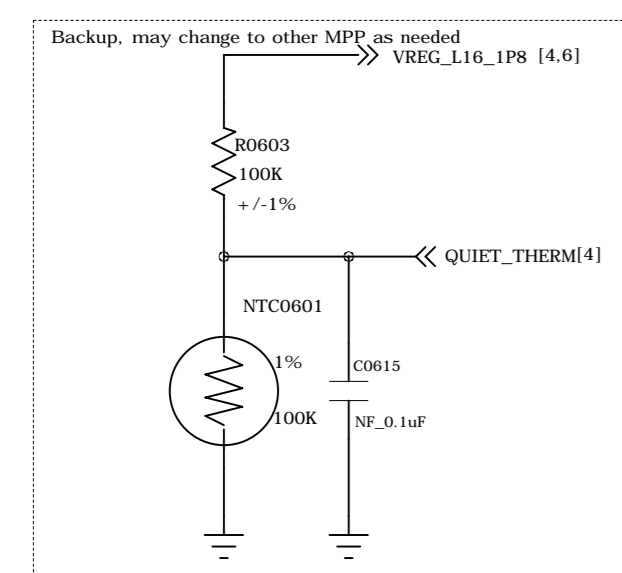 Backup, may change to other MPP as needed
VREG_L16_1P8 [4,6]
R0603
100K
+/-1%
QUIET_THERM[4]
NTC0601
1%
C0615
100K
NF_0.1uF